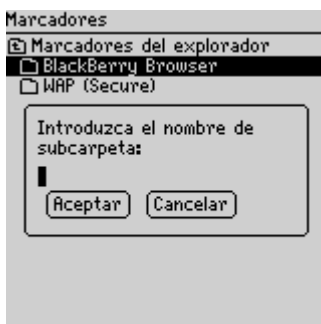 Marcadores
Marcadores del explorador
BlackBerry Browser
WAP (Secure)
Introduzca el nombre de
subcarpeta:
Aceptar Cancelar